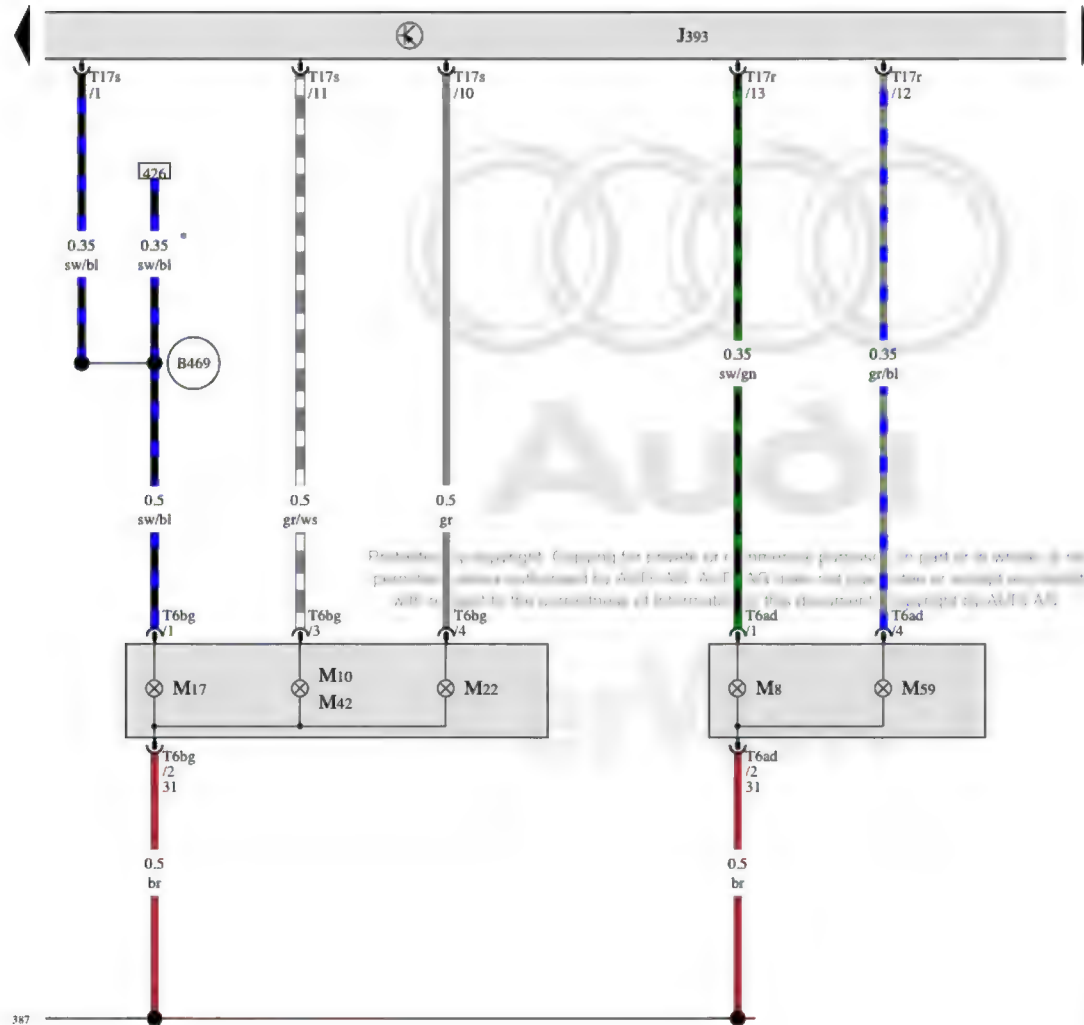 J393
T17s
/1
T17s
/11
T17s
/10
T17r
/13
T17r
/12
426
0.35
sw/bl
0.35
sw/bl
B469
0.35
sw/gn
0.35
gr/bl
Audi
0.5
sw/bl
0.5
gr/ws
0.5
gr
T6bg
/1
T6bg
/3
T6bg
/4
T6ad
/1
T6ad
/4
M17
M10
M42
M22
M8
M59
T6bg
/2
31
T6ad
/2
31
0.5
br
0.5
br
387